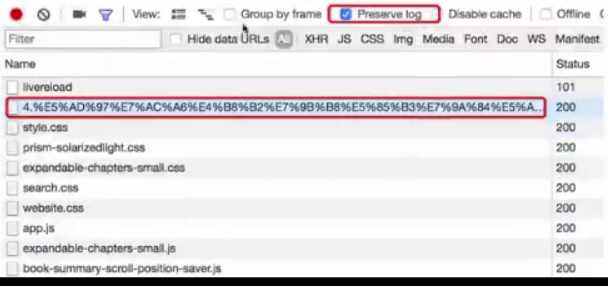 View: Group by frame Preserve log Disable cache Offline
Filter Hide data URLs All XHR JS CSS Img Media Font Doc WS Manifest
Name Status
livereload 101
4.%E5%AD%97%E7%AC%A6%E4%B8%B2%E7%9B%B8%E5%85%B3%E7%9A%84%E5%A... 200
style.css 200
prism-solarizedlight.css 200
expandable-chapters-small.css 200
search.css 200
website.css 200
app.js 200
expandable-chapters-small.js 200
book-summary-scroll-position-saver.js 200